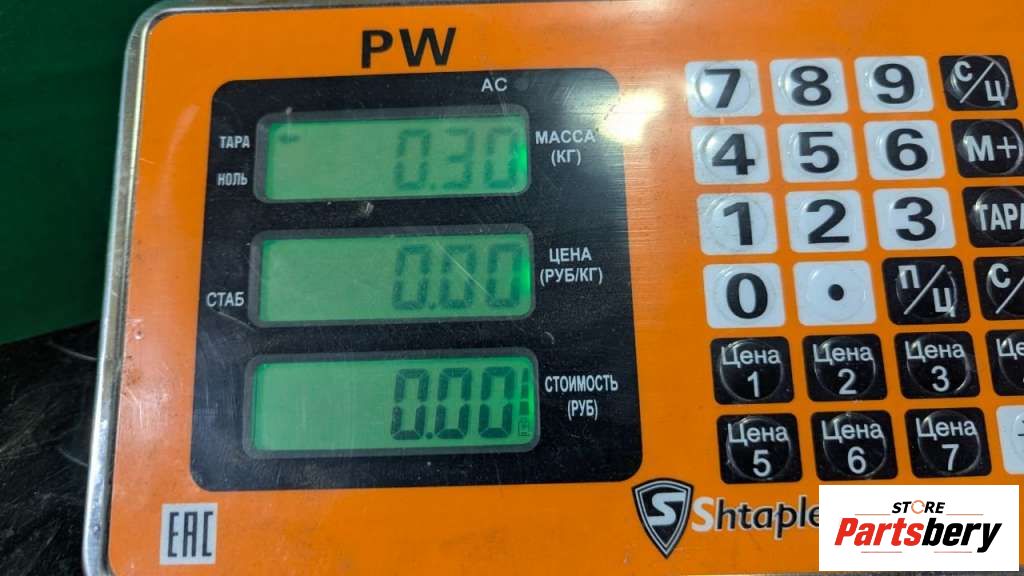 PW
AC
ТАРА
НОЛЬ
- 0.30
МАССА
(КГ)
СТАБ
0.00
ЦЕНА
(РУБ/КГ)
0.00
СТОИМОСТЬ
(РУБ)
7 8 9 С/Ц
4 5 6 М+
1 2 3 ТАРА
0 . П/Ц С/
Цена 1 Цена 2 Цена 3 Це
Цена 5 Цена 6 Цена 7
EAC
S Shtaple
STORE
Partsbery